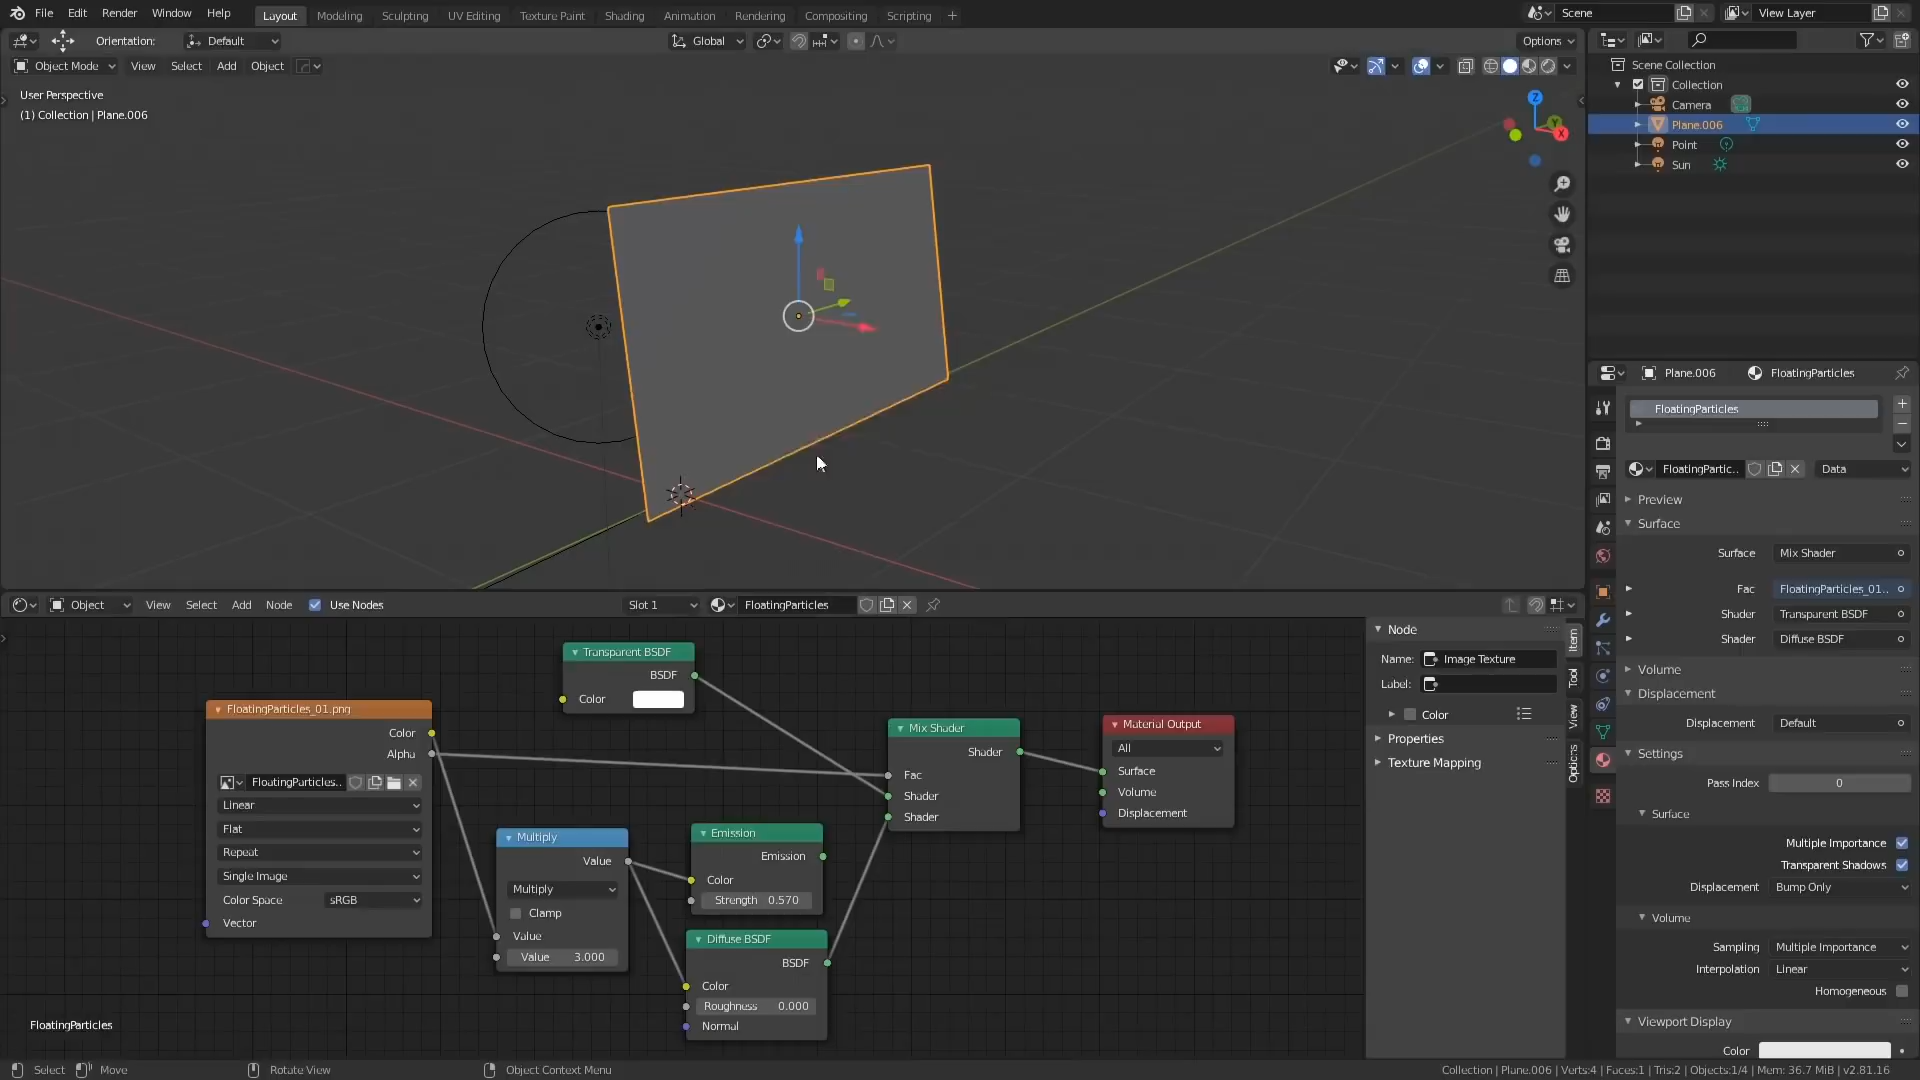 File Edit Render Window Help Layout Modeling Sculpting UV Editing Texture Paint Shading Animation Rendering Compositing Scripting + Scene View Layer
Orientation: Default Global Options
Object Mode View Select Add Object
User Perspective
(1) Collection | Plane.006
Z
Y
X
Scene Collection
Collection
Camera
Plane.006
Point
Sun
Plane.006 FloatingParticles
FloatingParticles
FloatingPartic.. Data
Preview
Surface
Surface Mix Shader
Fac FloatingParticles_01..
Shader Transparent BSDF
Shader Diffuse BSDF
Volume
Displacement
Displacement Default
Settings
Pass Index 0
Surface
Multiple Importance
Transparent Shadows
Displacement Bump Only
Volume
Sampling Multiple Importance
Interpolation Linear
Homogeneous
Viewport Display
Color
Object View Select Add Node Use Nodes Slot 1 FloatingParticles
Transparent BSDF
BSDF
Color
FloatingParticles_01.png
Color
Alpha
FloatingParticles..
Linear
Flat
Repeat
Single Image
Color Space sRGB
Vector
Multiply
Value
Multiply
Clamp
Value
Value 3.000
Emission
Emission
Color
Strength 0.570
Diffuse BSDF
BSDF
Color
Roughness 0.000
Normal
Mix Shader
Shader
Fac
Shader
Shader
Material Output
All
Surface
Volume
Displacement
Node
Name: Image Texture
Label:
Color
Properties
Texture Mapping
Item
Tool
View
Options
FloatingParticles
Select Move Rotate View Object Context Menu Collection | Plane.006 | Verts:4 | Faces:1 | Tris:2 | Objects:1/4 | Mem: 36.7 MiB | v2.81.16